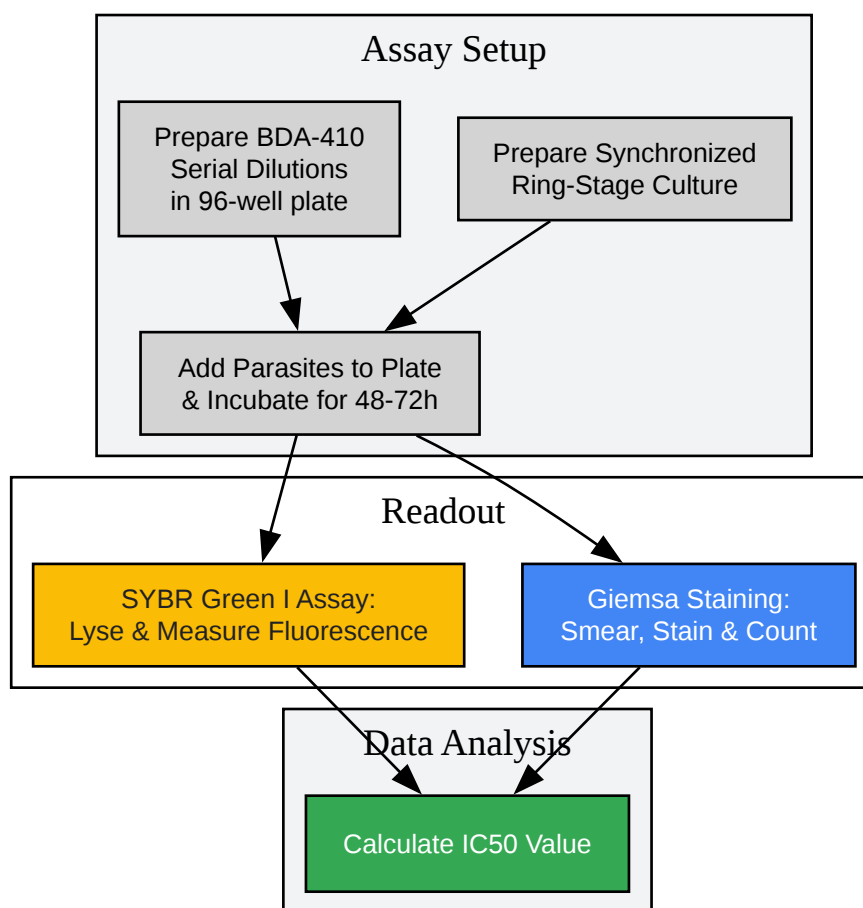 Assay Setup
Prepare BDA-410
Serial Dilutions
in 96-well plate
Prepare Synchronized
Ring-Stage Culture
Add Parasites to Plate
& Incubate for 48-72h
Readout
SYBR Green I Assay:
Lyse & Measure Fluorescence
Giemsa Staining:
Smear, Stain & Count
Data Analysis
Calculate IC50 Value